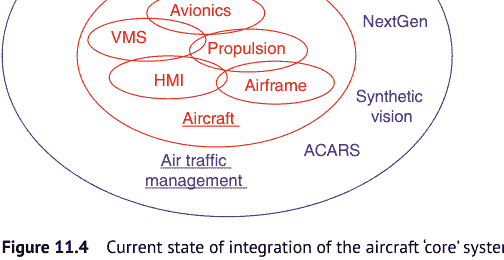 Avionics
NextGen
VMS
Propulsion
HMI
Airframe
Synthetic
vision
Aircraft
ACARS
Air traffic
management
Figure 11.4 Current state of integration of the aircraft ‘core’